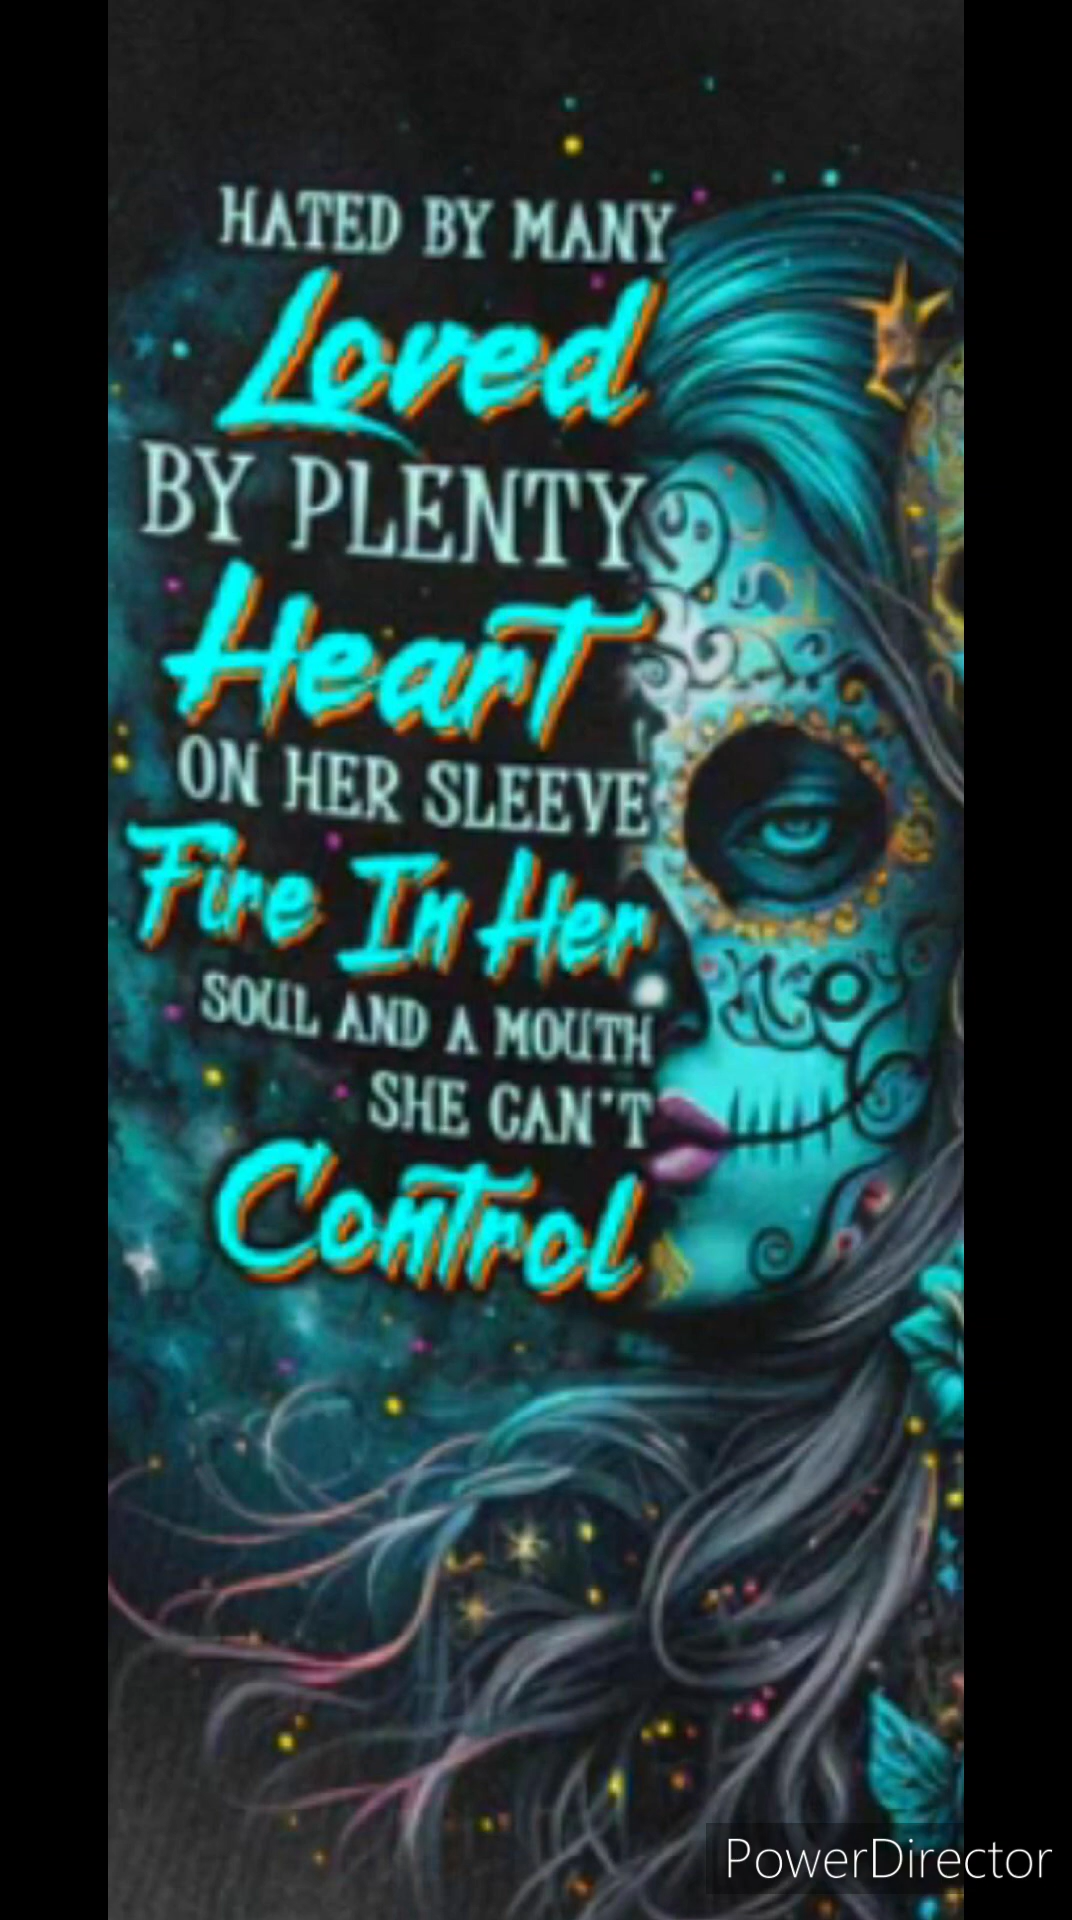 HATED BY MANY
Loved
BY PLENTY
Heart
ON HER SLEEVE
Fire In Her
SOUL AND A MOUTH
SHE CAN'T
Control
PowerDirector